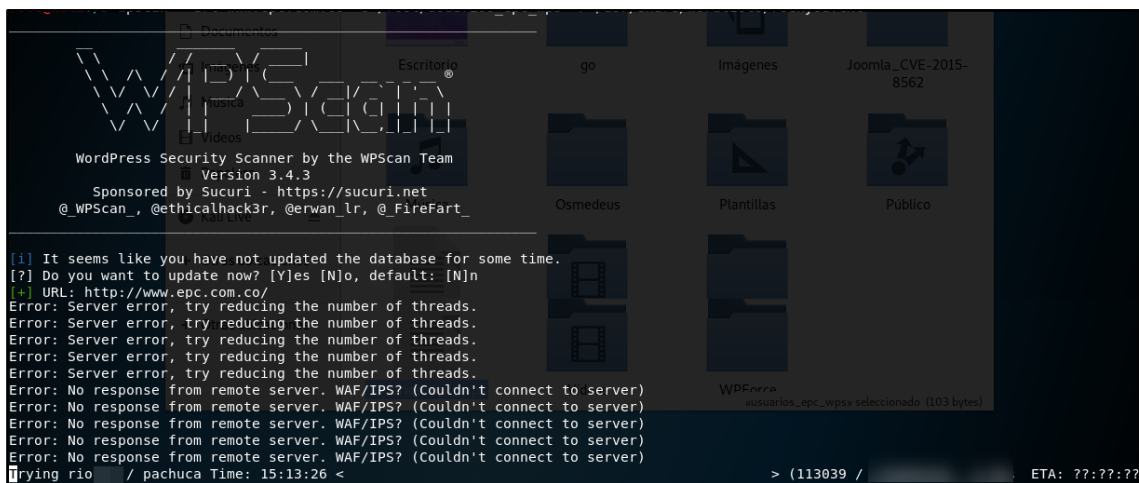 WPScan®
WordPress Security Scanner by the WPScan Team
Version 3.4.3
Sponsored by Sucuri - https://sucuri.net
@_WPScan_, @ethicalhack3r, @erwan_lr, @_FireFart_
[i] It seems like you have not updated the database for some time.
[?] Do you want to update now? [Y]es [N]o, default: [N]n
[+] URL: http://www.epc.com.co/
Error: Server error, try reducing the number of threads.
Error: Server error, try reducing the number of threads.
Error: Server error, try reducing the number of threads.
Error: Server error, try reducing the number of threads.
Error: Server error, try reducing the number of threads.
Error: No response from remote server. WAF/IPS? (Couldn't connect to server)
Error: No response from remote server. WAF/IPS? (Couldn't connect to server)
Error: No response from remote server. WAF/IPS? (Couldn't connect to server)
Error: No response from remote server. WAF/IPS? (Couldn't connect to server)
Error: No response from remote server. WAF/IPS? (Couldn't connect to server)
Trying rio / pachuca Time: 15:13:26 < > (113039 / ETA: ??:??:??
Documentos
Imágenes
Música
Videos
Kali Live
Escritorio
go
Imágenes
Joomla_CVE-2015-8562
Música
Osmedeus
Plantillas
Público
WPForce
«usuarios_epc_wps» seleccionado (103 bytes)